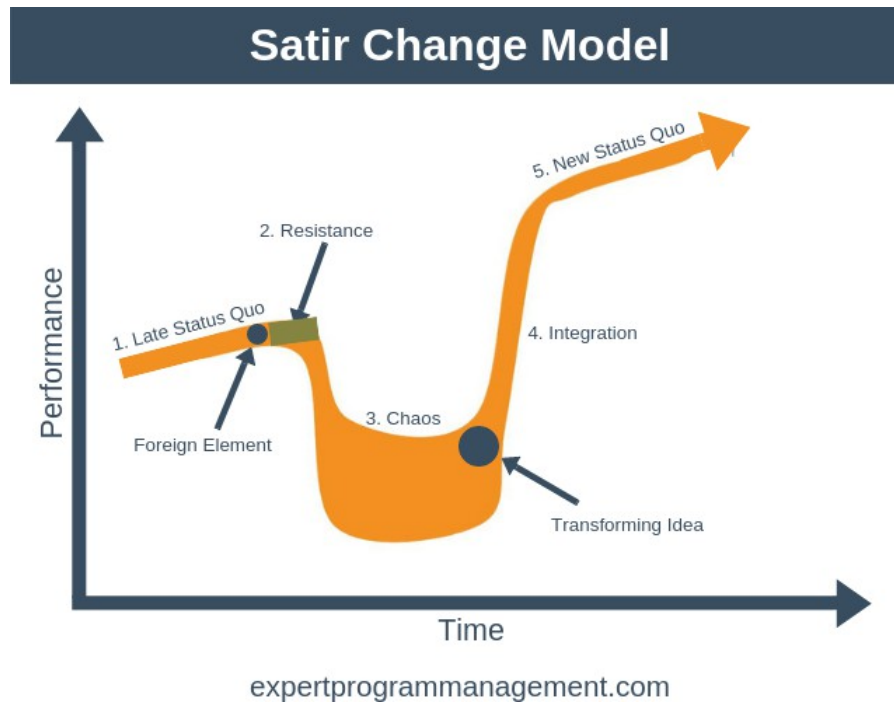 Satir Change Model
Performance
1. Late Status Quo
Foreign Element
2. Resistance
3. Chaos
Transforming Idea
4. Integration
5. New Status Quo
Time
expertprogrammanagement.com